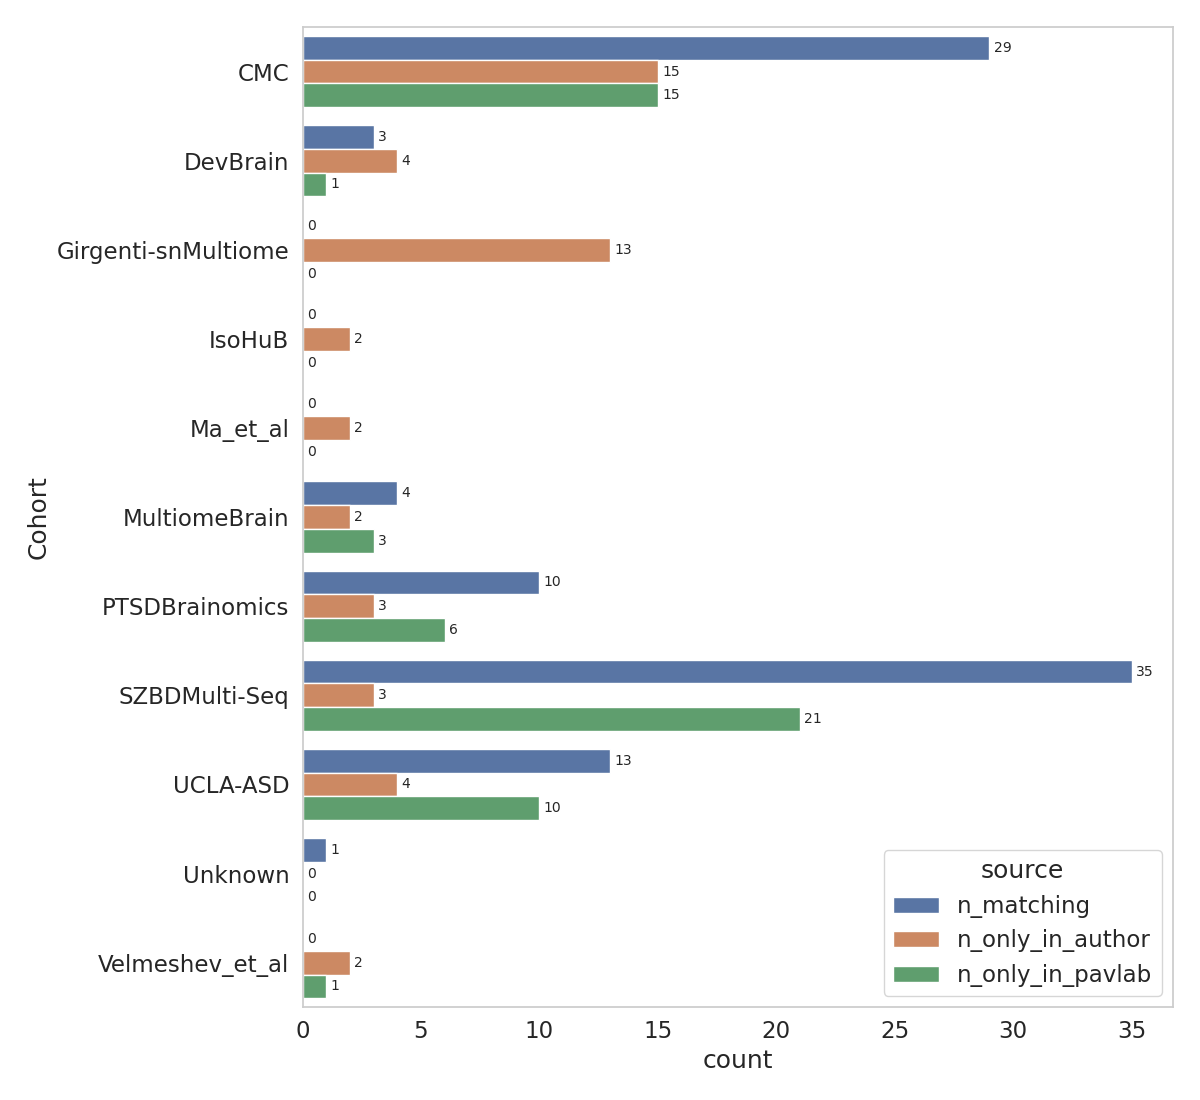 CMC
29
15
15
DevBrain
3
4
1
Girgenti-snMultiome
0
13
0
IsoHuB
0
2
0
Ma_et_al
0
2
0
MultiomeBrain
4
2
3
PTSDBrainomics
10
3
6
SZBDMulti-Seq
35
3
21
UCLA-ASD
13
4
10
Unknown
1
0
0
Velmeshev_et_al
0
2
1
Cohort
0 5 10 15 20 25 30 35
count
source
n_matching
n_only_in_author
n_only_in_pavlab